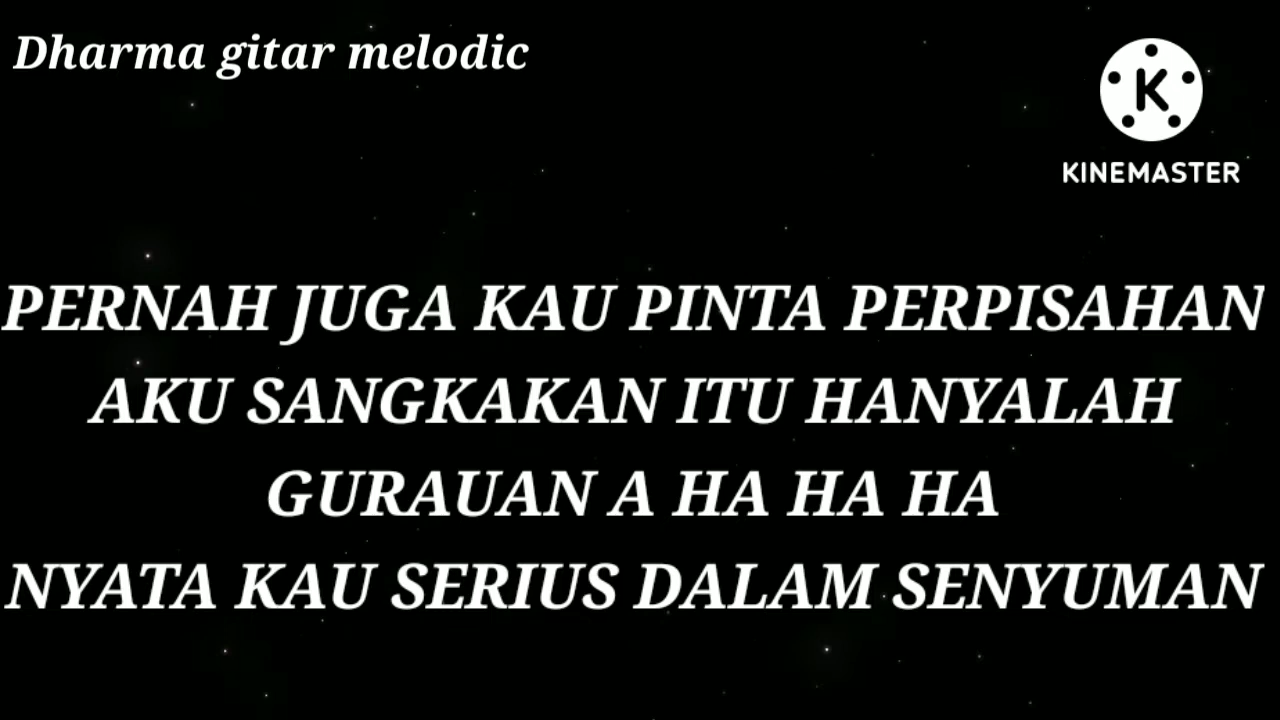 Dharma gitar melodic
K
KINEMASTER
PERNAH JUGA KAU PINTA PERPISAHAN
AKU SANGKAKAN ITU HANYALAH
GURAUAN A HA HA HA
NYATA KAU SERIUS DALAM SENYUMAN